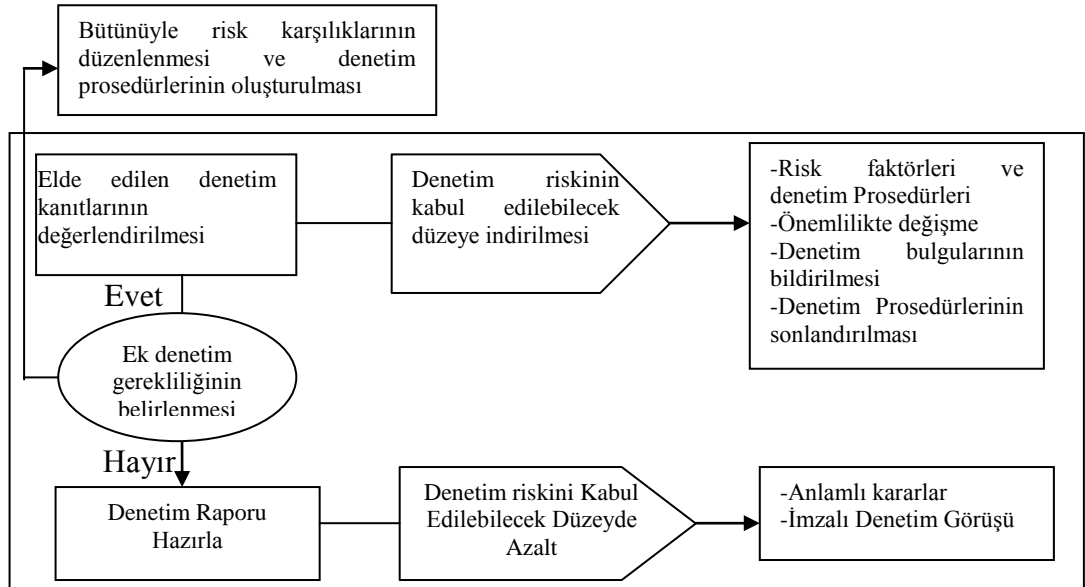 Bütünüyle risk karşılıklarının
düzenlenmesi ve denetim
prosedürlerinin oluşturulması
Elde edilen denetim
kanıtlarının
değerlendirilmesi
Denetim riskinin
kabul edilebilecek
düzeye indirilmesi
-Risk faktörleri ve
denetim Prosedürleri
-Önemlilikte değişme
-Denetim bulgularının
bildirilmesi
-Denetim Prosedürlerinin
sonlandırılması
Evet
Ek denetim
gerekliliğinin
belirlenmesi
Hayır
Denetim Raporu
Hazırla
Denetim riskini Kabul
Edilebilecek Düzeyde
Azalt
-Anlamlı kararlar
-İmzalı Denetim Görüşü